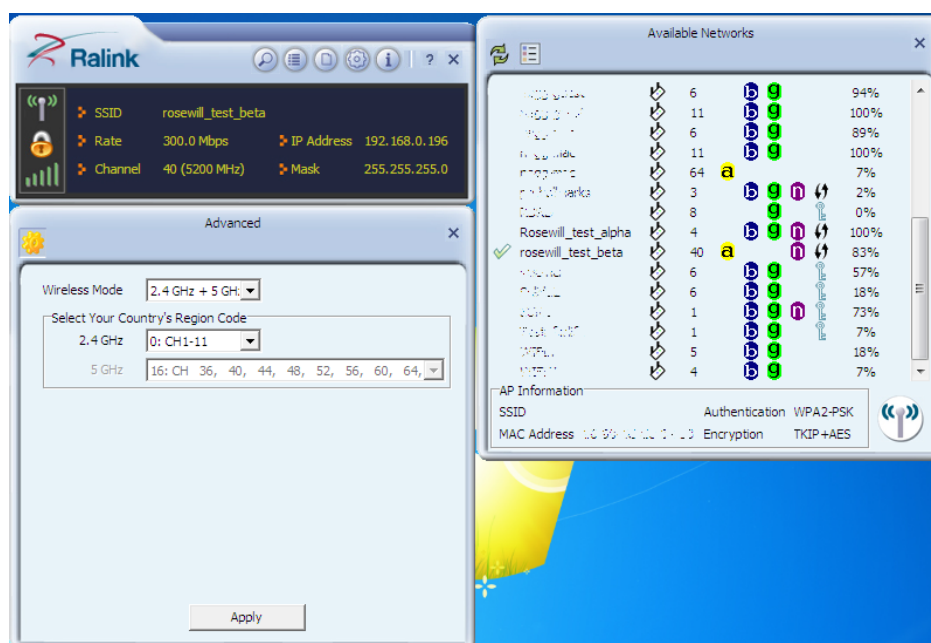 Ralink
? ×
SSID rosewill_test_beta
Rate 300.0 Mbps IP Address 192.168.0.196
Channel 40 (5200 MHz) Mask 255.255.255.0
Advanced
Wireless Mode 2.4 GHz + 5 GH
Select Your Country's Region Code
2.4 GHz 0: CH1-11
5 GHz 16: CH 36, 40, 44, 48, 52, 56, 60, 64,
Apply
Available Networks
6 b g 94%
11 b g 100%
6 b g 89%
11 b g 100%
64 a 7%
3 b g n 2%
8 g 0%
Rosewill_test_alpha 4 b g n 100%
rosewill_test_beta 40 a n 83%
6 b g 57%
6 b g 18%
1 b g n 73%
1 b g 7%
5 b g 18%
4 b g 7%
AP Information
SSID Authentication WPA2-PSK
MAC Address Encryption TKIP+AES